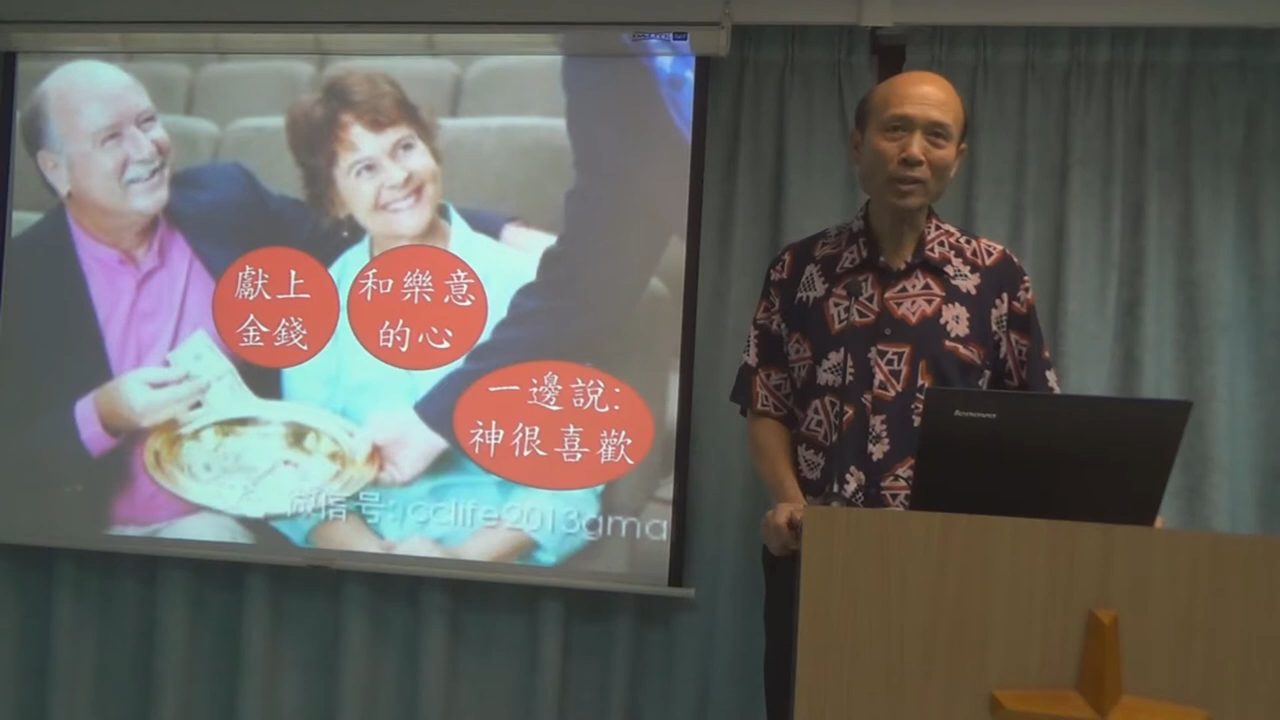 獻上
金錢
和樂意
的心
一邊說:
神很喜歡
微信号: cclife2013gma
lenovo